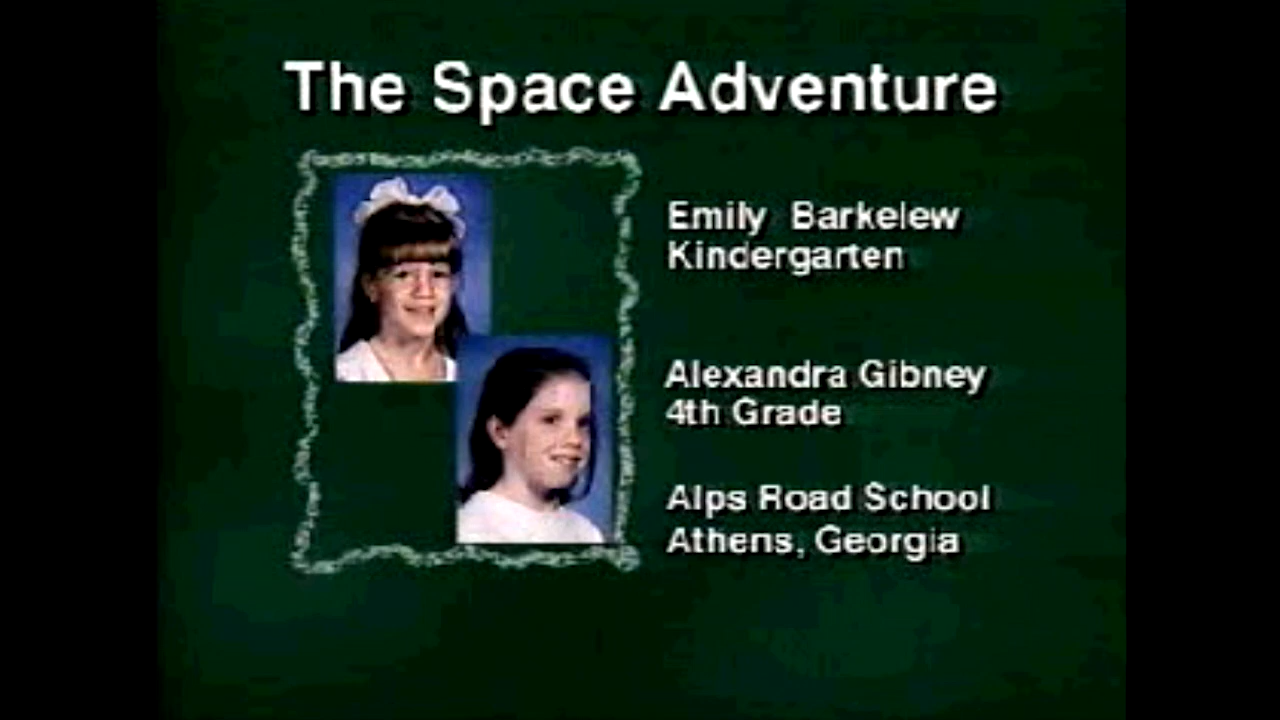 The Space Adventure
Emily Barkelew
Kindergarten
Alexandra Gibney
4th Grade
Alps Road School
Athens, Georgia